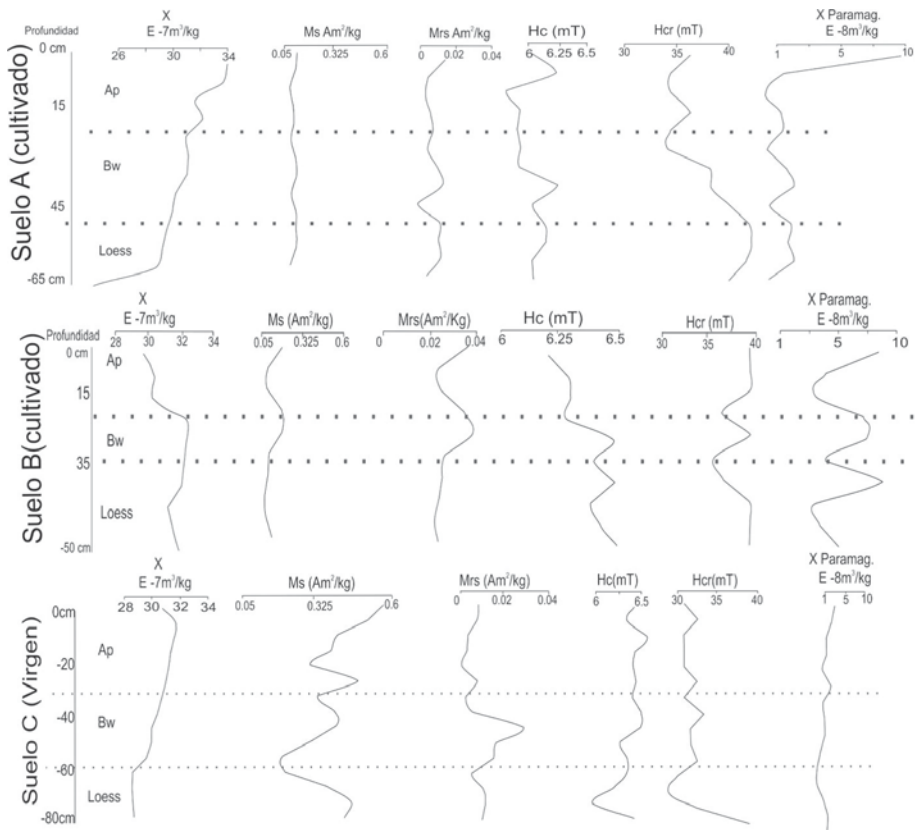 X
Profundidad E -7m³/kg Ms Am²/kg Mrs Am²/kg Hc (mT) Hcr (mT) X Paramag. E -8m³/kg
26 28 30 32 34 0.05 0.325 0.6 0 0.02 0.04 6 6.25 6.5 30 35 40 1 5 10
0 cm
Ap
15
Bw
45
Loess
-65 cm
Suelo A (cultivado)
X
Profundidad E -7m³/kg Ms (Am²/kg) Mrs(Am²/Kg) Hc (mT) Hcr (mT) X Paramag. E -8m³/kg
28 30 32 34 0.05 0.325 0.6 0 0.02 0.04 6 6.25 6.5 30 35 40 1 5 10
0 cm
Ap
15
Bw
35
Loess
-50 cm
Suelo B(cultivado)
X
E -7m³/kg Ms (Am²/kg) Mrs (Am²/kg) Hc(mT) Hcr(mT) X Paramag. E -8m³/kg
28 30 32 34 0.05 0.325 0.6 0 0.02 0.04 6 6.5 30 35 40 1 5 10
0cm
Ap
-20
Bw
-40
-60
Loess
-80cm
Suelo C (Virgen)